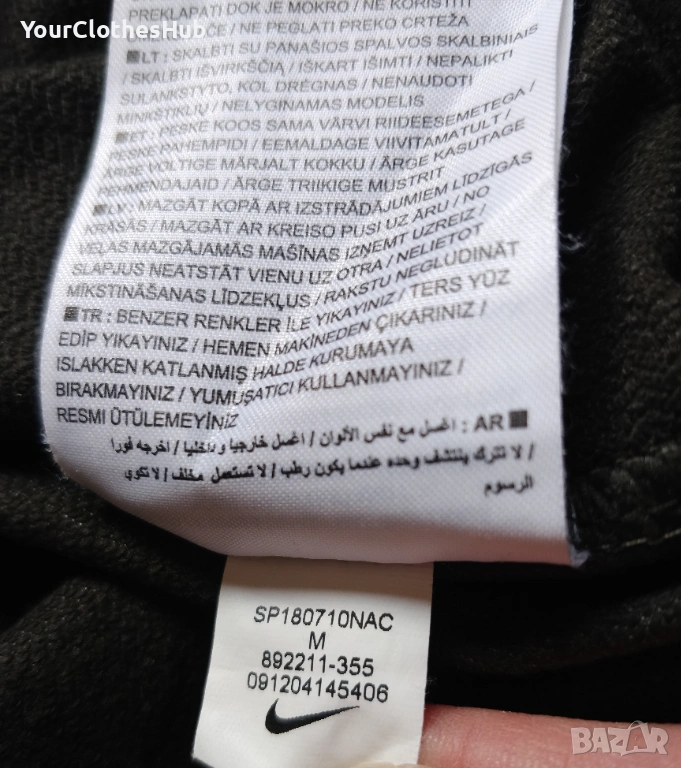 YourClothesHub
PREKLAPATI DOK JE MOKRO / NE KORISTITI
/ NE PEGLATI PREKO CRTEŽA
LT : SKALBTI SU PANAŠIOS SPALVOS SKALBINIAIS
/ SKALBTI IŠVIRKŠČIĄ / IŠKART IŠIMTI / NEPALIKTI
SULANKSTYTO, KOL DRĖGNAS / NENAUDOTI
MINKŠTIKLIŲ / NELYGINAMAS MODELIS
ET : PESKE KOOS SAMA VÄRVI RIIDEESEMETEGA /
PESKE PAHEMPIDI / EEMALDAGE VIIVITAMATULT /
ÄRGE VOLTIGE MÄRJALT KOKKU / ÄRGE KASUTAGE
PEHMENDAJAID / ÄRGE TRIIKIGE MUSTRIT
LV : MAZGĀT KOPĀ AR IZSTRĀDĀJUMIEM LĪDZĪGĀS
KRĀSĀS / MAZGĀT AR KREISO PUSI UZ ĀRU / NO
VEĻAS MAZGĀJAMĀS MAŠĪNAS IZŅEMT UZREIZ /
SLAPJUS NEATSTĀT VIENU UZ OTRA / NELIETOT
MĪKSTINĀŠANAS LĪDZEKĻUS / RAKSTU NEGLUDINĀT
TR : BENZER RENKLER İLE YIKAYINIZ / TERS YÜZ
EDİP YIKAYINIZ / HEMEN MAKİNEDEN ÇIKARINIZ /
ISLAKKEN KATLANMIŞ HALDE KURUMAYA
BIRAKMAYINIZ / YUMUŞATICI KULLANMAYINIZ /
RESMİ ÜTÜLEMEYİNİZ
AR : اغسل مع نفس الألوان / اغسل خارجيا و داخليا / اخرجه فورا
/ لا تترك ينتشف وحده عندما يكون رطب / لا تستعمل مخلف / لا تكوي
الرسوم
SP180710NAC
M
892211-355
091204145406
BAZAR